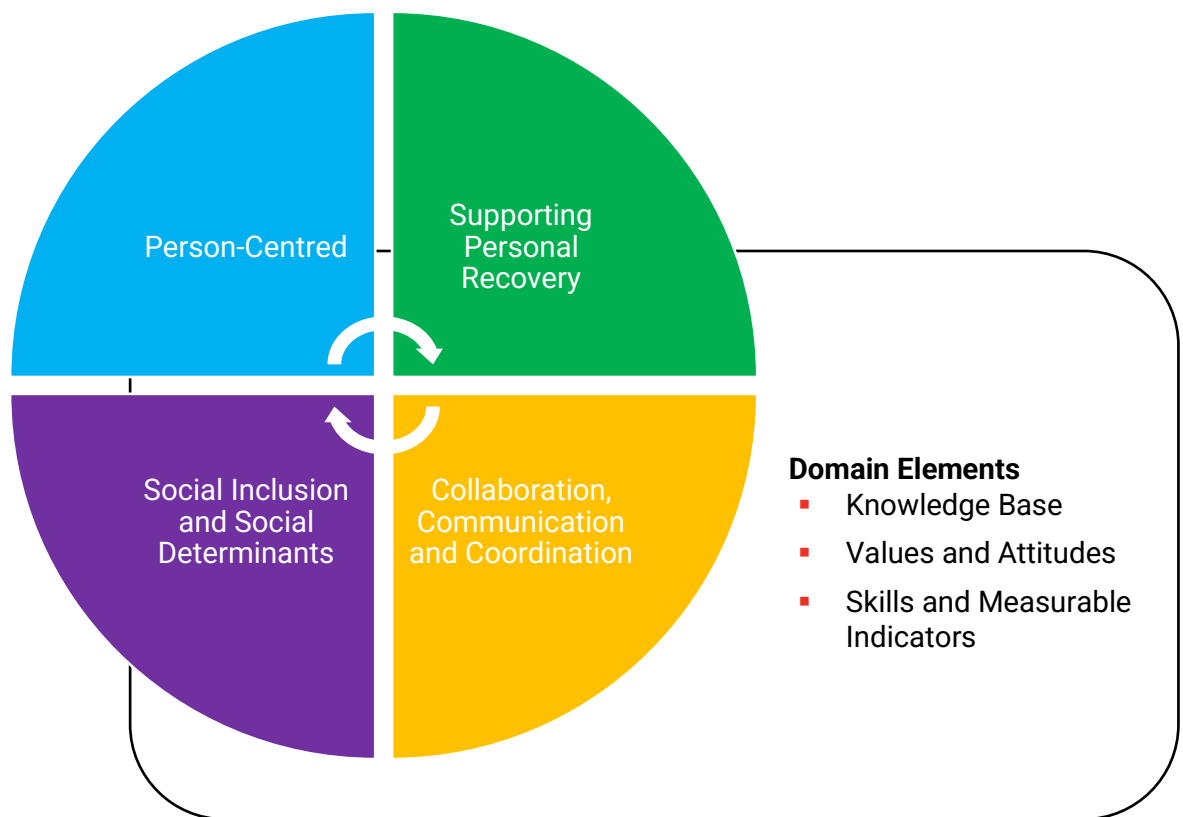 Person-Centred
Supporting
Personal
Recovery
Social Inclusion
and Social
Determinants
Collaboration,
Communication
and Coordination
Domain Elements
▪ Knowledge Base
▪ Values and Attitudes
▪ Skills and Measurable
Indicators